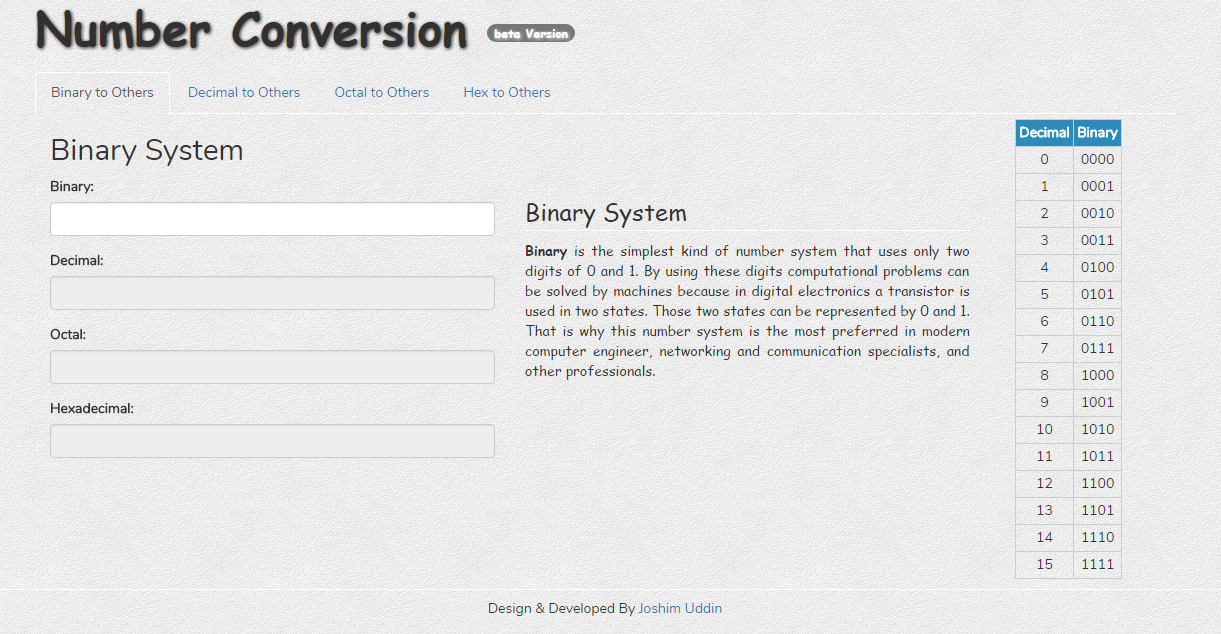 Number Conversion beta Version
Binary to Others Decimal to Others Octal to Others Hex to Others
Binary System
Binary:
Decimal:
Octal:
Hexadecimal:
Binary System
Binary is the simplest kind of number system that uses only two
digits of 0 and 1. By using these digits computational problems can
be solved by machines because in digital electronics a transistor is
used in two states. Those two states can be represented by 0 and 1.
That is why this number system is the most preferred in modern
computer engineer, networking and communication specialists, and
other professionals.
Decimal Binary
0 0000
1 0001
2 0010
3 0011
4 0100
5 0101
6 0110
7 0111
8 1000
9 1001
10 1010
11 1011
12 1100
13 1101
14 1110
15 1111
Design & Developed By Joshim Uddin